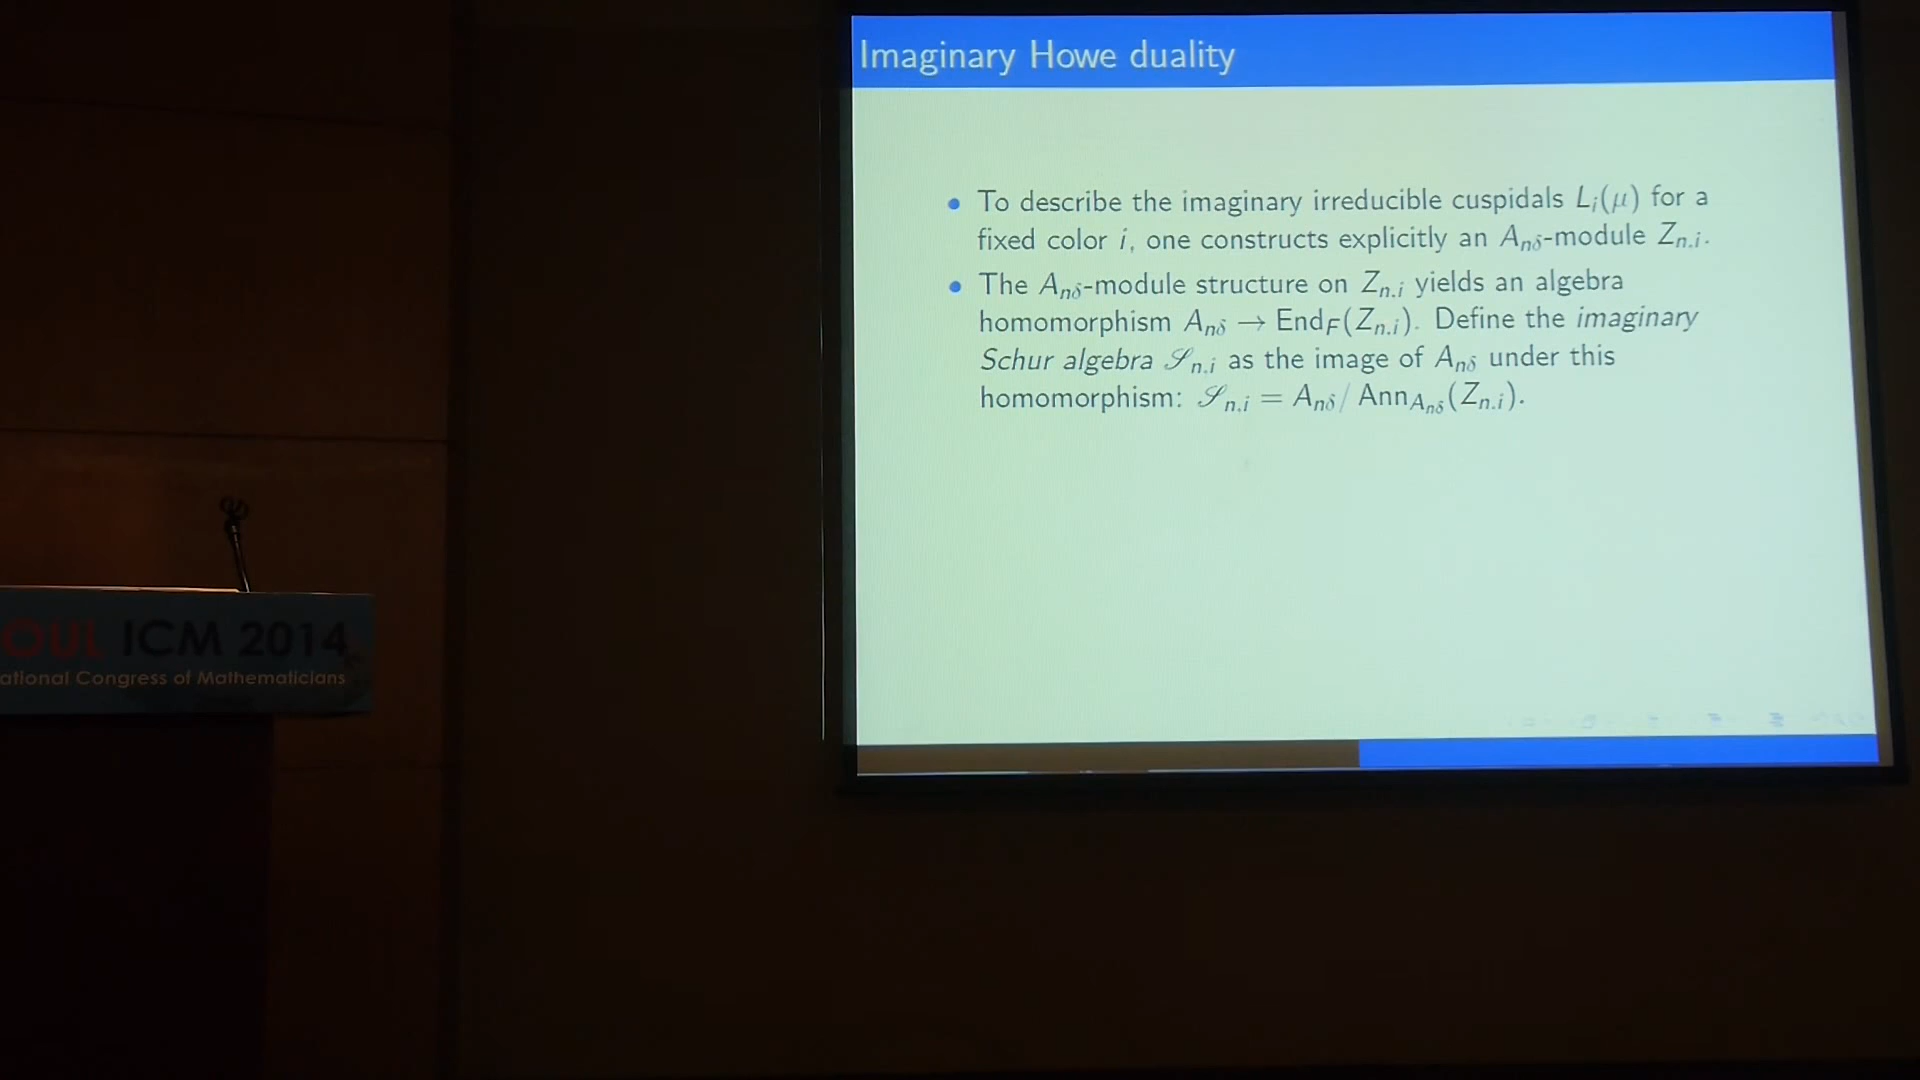 Imaginary Howe duality
• To describe the imaginary irreducible cuspidals Lᵢ(μ) for a
fixed color i, one constructs explicitly an A_{nδ}-module Z_{n,i}.
• The A_{nδ}-module structure on Z_{n,i} yields an algebra
homomorphism A_{nδ} → End_F(Z_{n,i}). Define the imaginary
Schur algebra 𝒮_{n,i} as the image of A_{nδ} under this
homomorphism: 𝒮_{n,i} = A_{nδ}/ Ann_{A_{nδ}}(Z_{n,i}).
OUL ICM 2014
ational Congress of Mathematicians